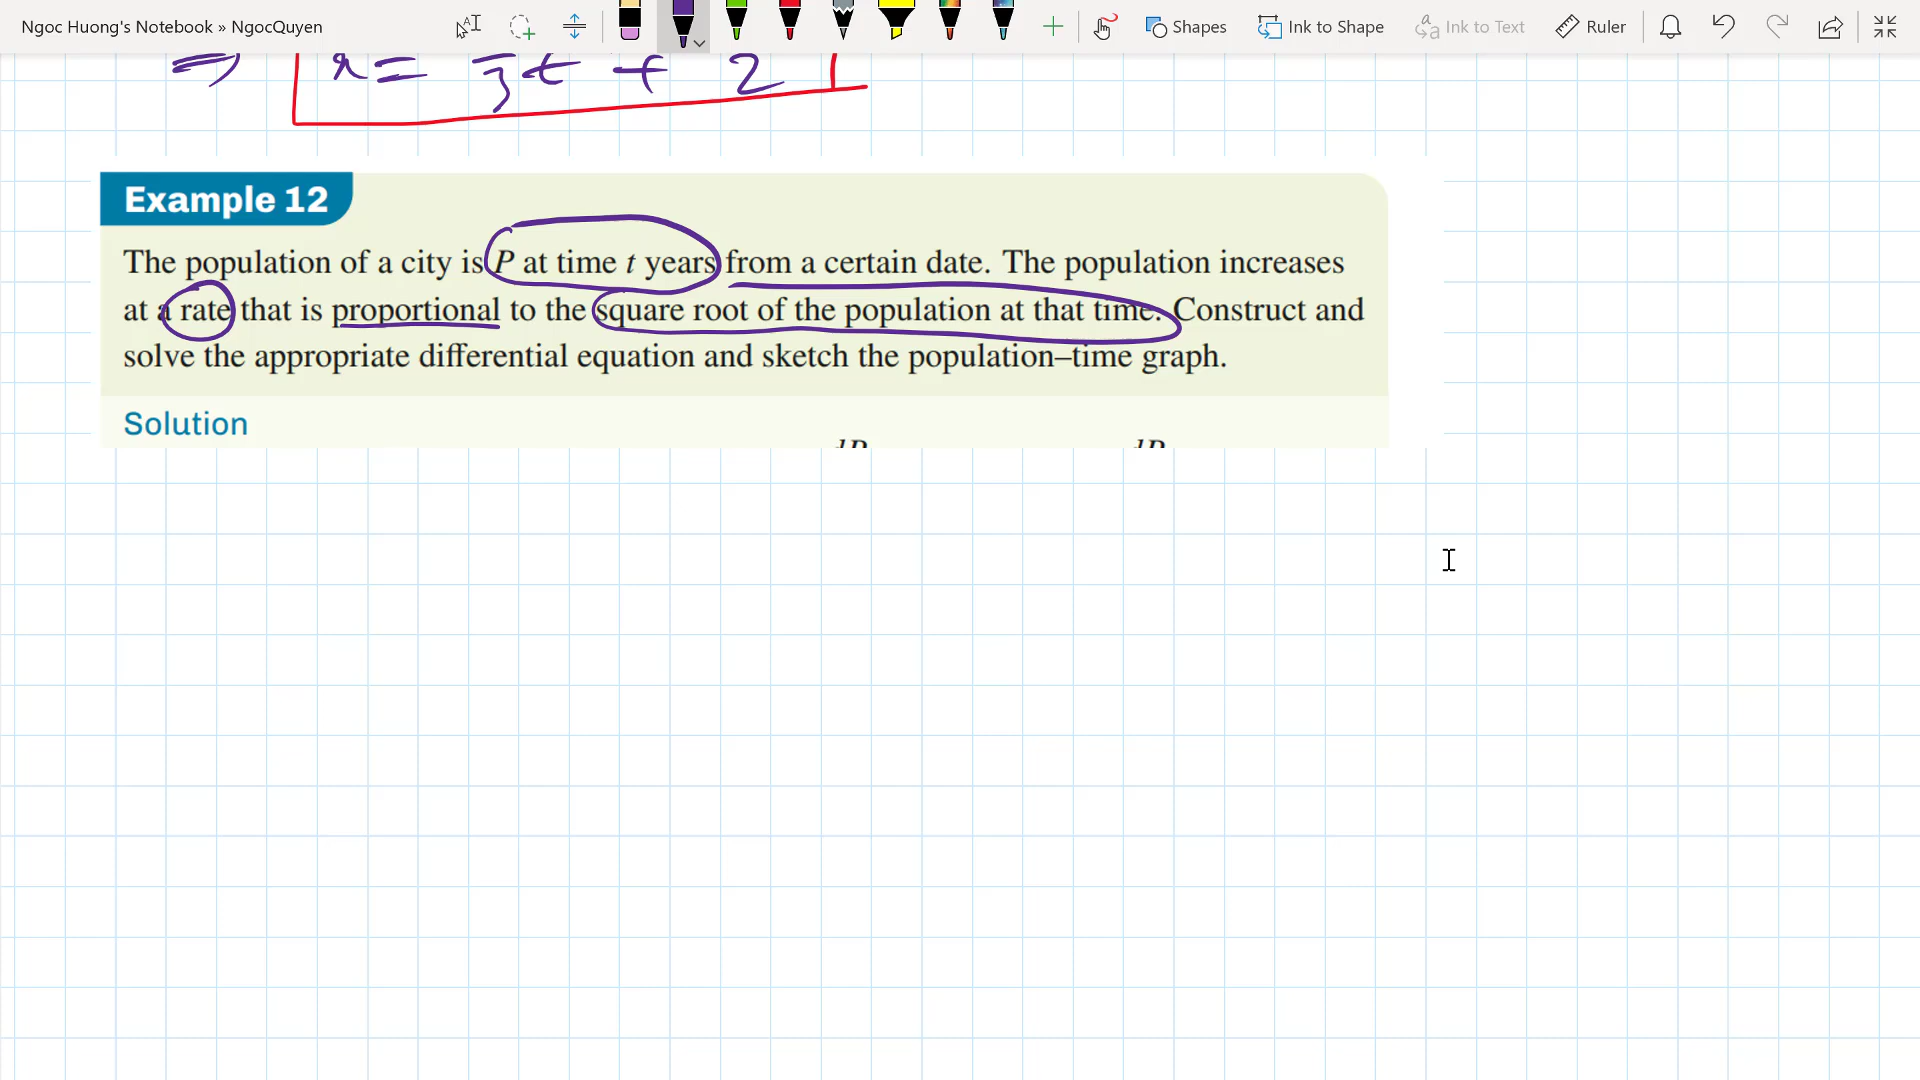 Ngoc Huong's Notebook » NgocQuyen
Shapes
Ink to Shape
Ink to Text
Ruler
⇒ x = 3 t + 2
Example 12
The population of a city is P at time t years from a certain date. The population increases
at a rate that is proportional to the square root of the population at that time. Construct and
solve the appropriate differential equation and sketch the population–time graph.
Solution
dP dP